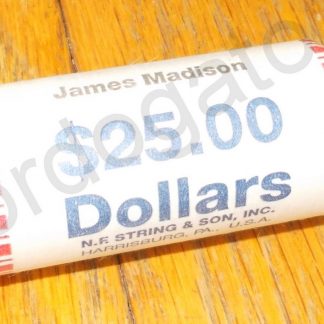 James Madison
$25.00
Dollars
N.F. STRING & SON, INC.
HARRISBURG, PA., U.S.A.